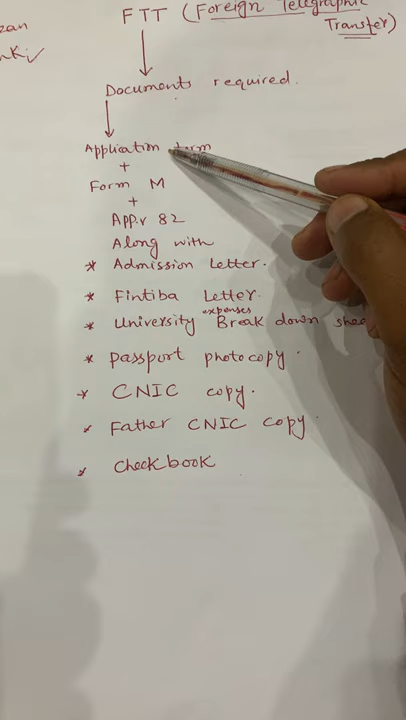 FTT (Foreign Telegraphic
Transfer)
Documents required.
Application form
+
Form M
+
App.v 82
Along with
* Admission Letter.
* Fintiba Letter.
expenses
* University Break down
* Passport photocopy.
* CNIC copy.
* Father CNIC copy.
* Checkbook